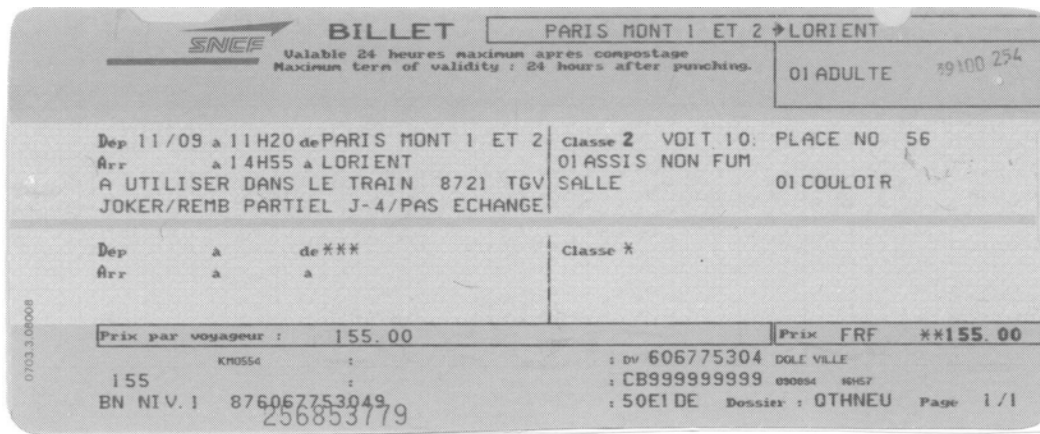 SNCF BILLET PARIS MONT 1 ET 2 → LORIENT
Valable 24 heures maximum après compostage
Maximum term of validity : 24 hours after punching.
01 ADULTE
254
Dép 11/09 à 11H20 de PARIS MONT 1 ET 2 Classe 2 VOIT 10: PLACE NO 56
Arr à 14H55 à LORIENT 01 ASSIS NON FUM
A UTILISER DANS LE TRAIN 8721 TGV SALLE 01 COULOIR
JOKER/REMB PARTIEL J-4/PAS ECHANGE
Dép à de *** Classe *
Arr à à
Prix par voyageur : 155.00 Prix FRF **155.00
KM0554 : : DV 606775304 DOLE VILLE
155 : : CB999999999 16H57
BN NIV.1 876067753049 : 50E1DE Dossier : QTHNEU Page 1/1
256853779
0703.3.08008